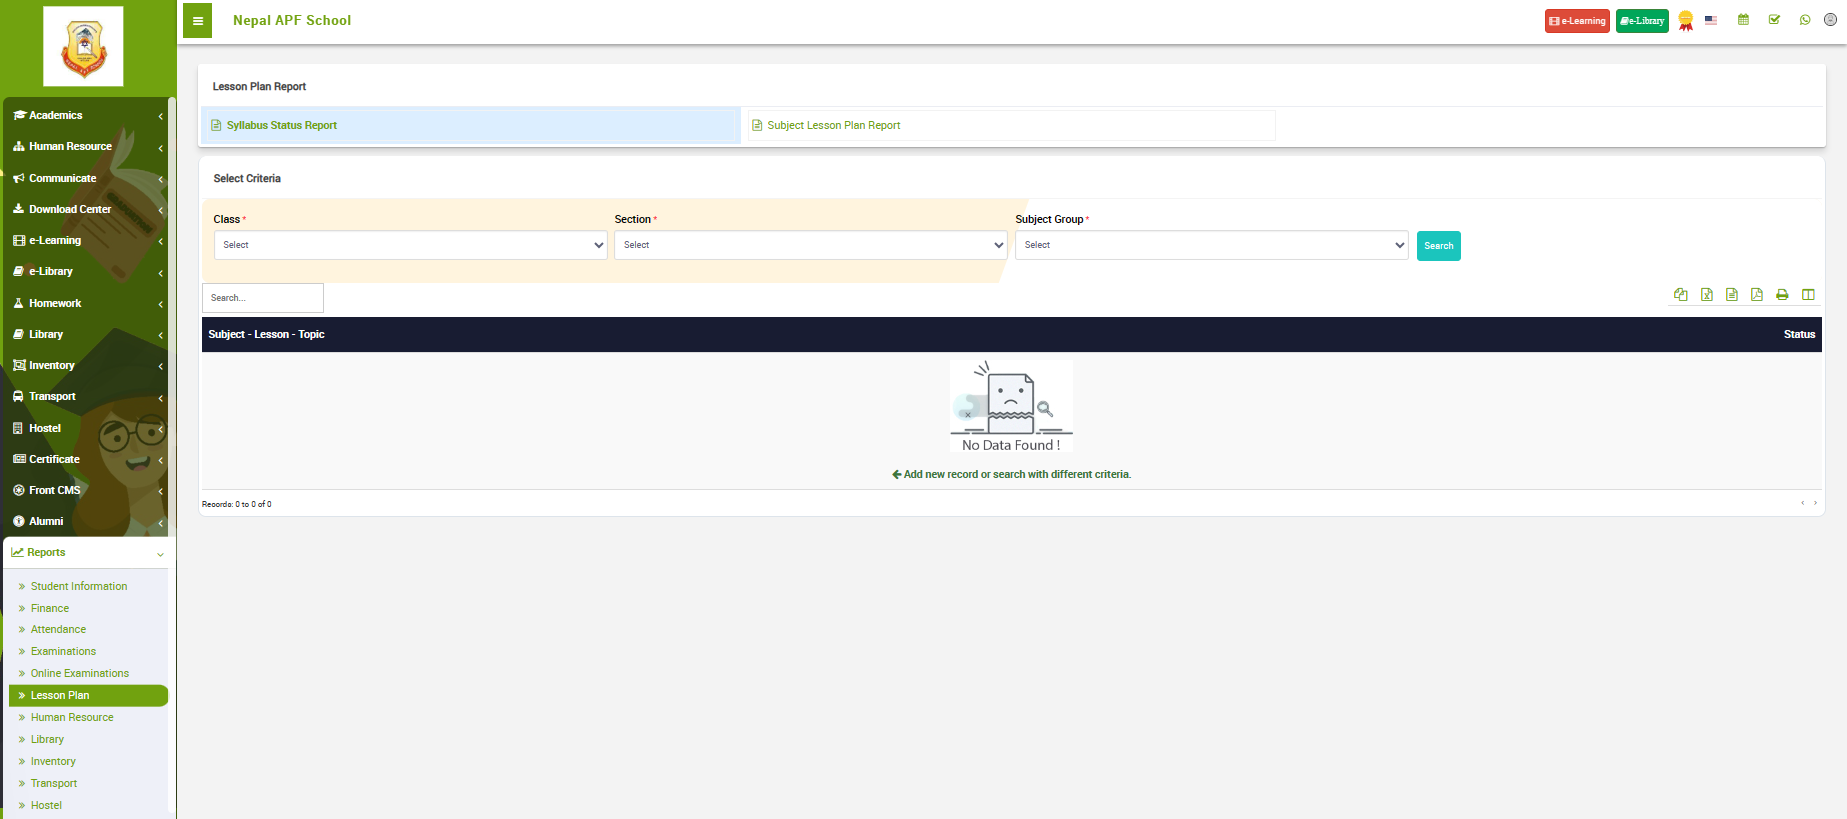 Nepal APF School
e-Learning
e-Library
Academics
Human Resource
Communicate
Download Center
e-Learning
e-Library
Homework
Library
Inventory
Transport
Hostel
Certificate
Front CMS
Alumni
Reports
Student Information
Finance
Attendance
Examinations
Online Examinations
Lesson Plan
Human Resource
Library
Inventory
Transport
Hostel
Lesson Plan Report
Syllabus Status Report
Subject Lesson Plan Report
Select Criteria
Class *
Section *
Subject Group *
Select
Select
Select
Search
Search...
Subject - Lesson - Topic
Status
No Data Found !
Add new record or search with different criteria.
Records: 0 to 0 of 0